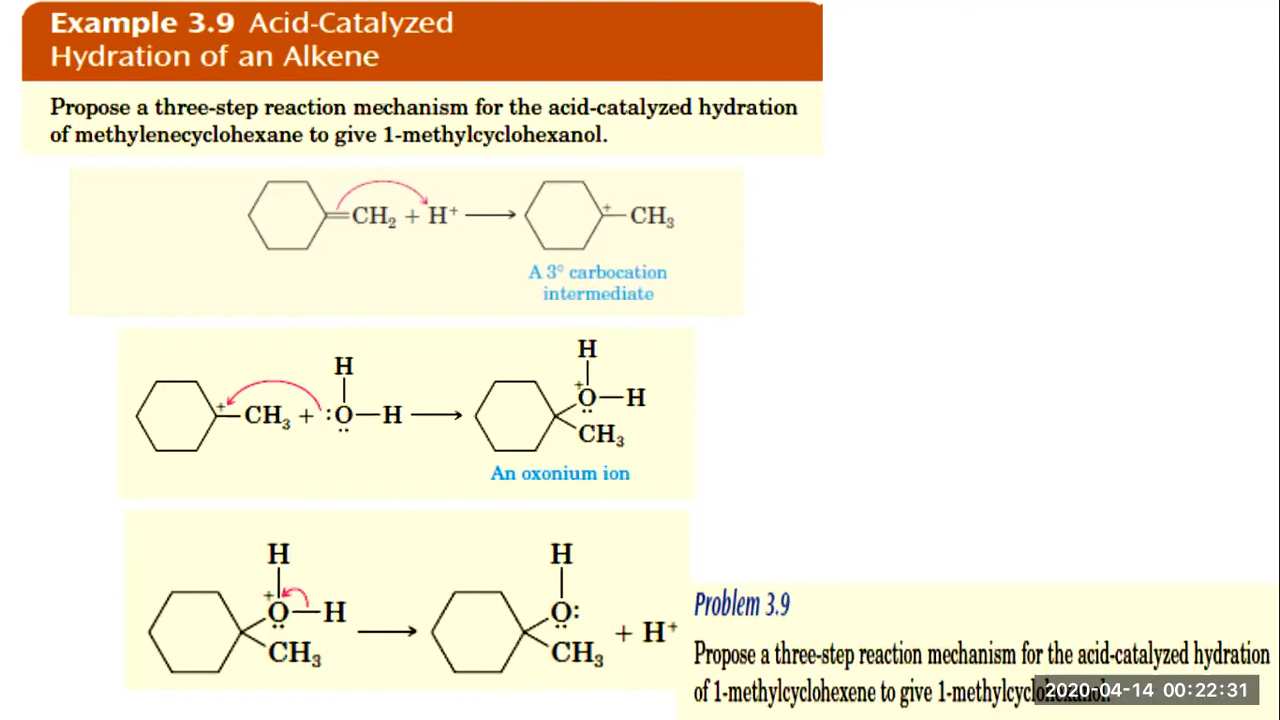 Example 3.9 Acid-Catalyzed
Hydration of an Alkene
Propose a three-step reaction mechanism for the acid-catalyzed hydration
of methylenecyclohexane to give 1-methylcyclohexanol.
CH₂ + H⁺ ⟶ + CH₃
A 3° carbocation
intermediate
H H
+ CH₃ + :Ö—H ⟶ + Ö—H
CH₃
An oxonium ion
H H
+ Ö—H ⟶ Ö:
CH₃ CH₃ + H⁺
Problem 3.9
Propose a three-step reaction mechanism for the acid-catalyzed hydration
of 1-methylcyclohexene to give 1-methylcyclohexanol.
2020-04-14 00:22:31